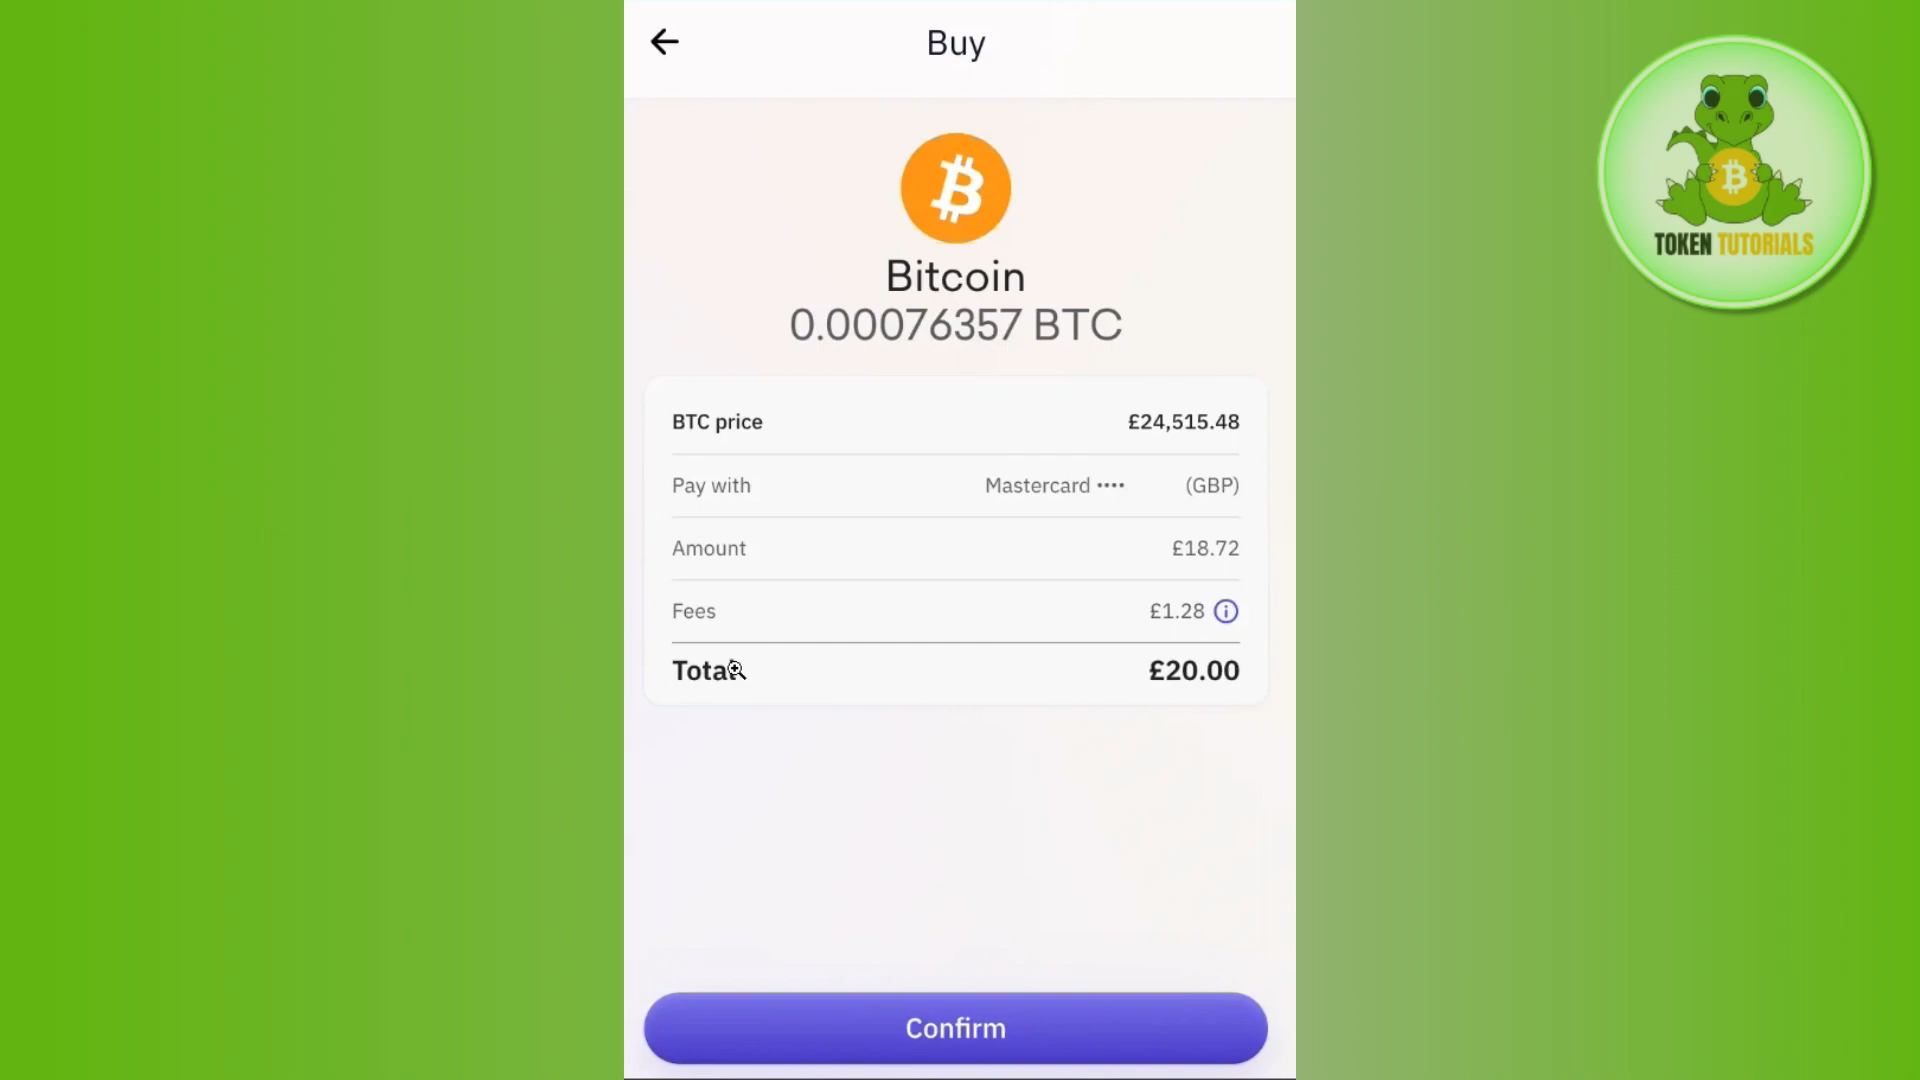 Buy
TOKEN TUTORIALS
Bitcoin
0.00076357 BTC
BTC price £24,515.48
Pay with Mastercard •••• (GBP)
Amount £18.72
Fees £1.28
Total £20.00
Confirm